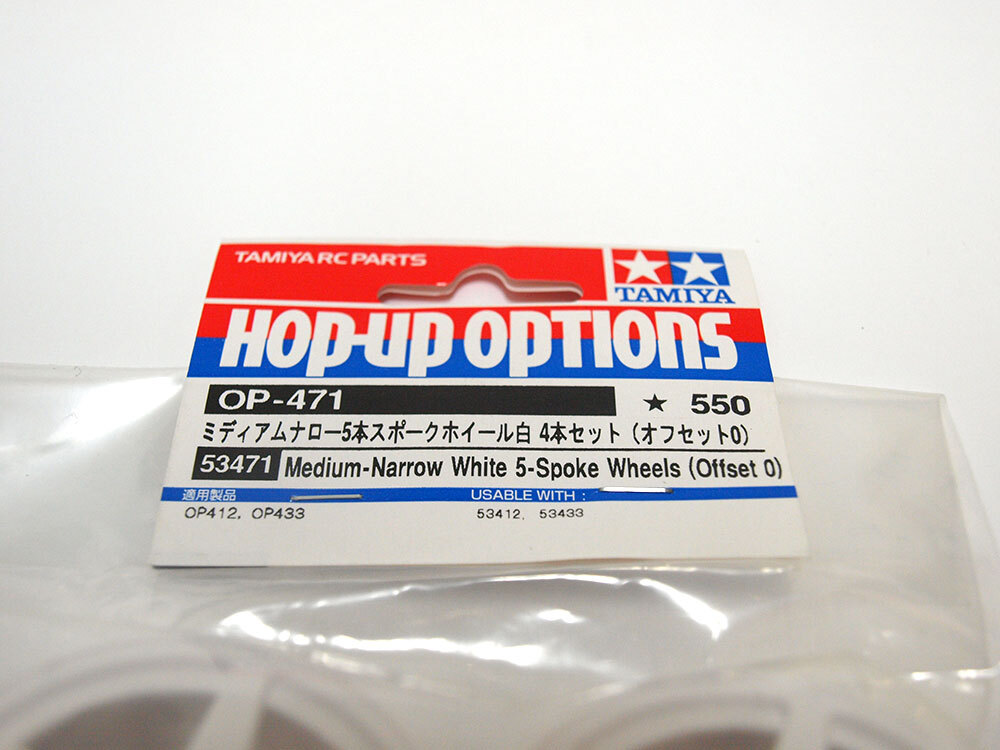 TAMIYA RC PARTS
TAMIYA
HOP-UP OPTIONS
OP-471 ★ 550
ミディアムナロー5本スポークホイール白 4本セット（オフセット0）
53471 Medium-Narrow White 5-Spoke Wheels (Offset 0)
適用製品 USABLE WITH :
OP412, OP433 53412, 53433